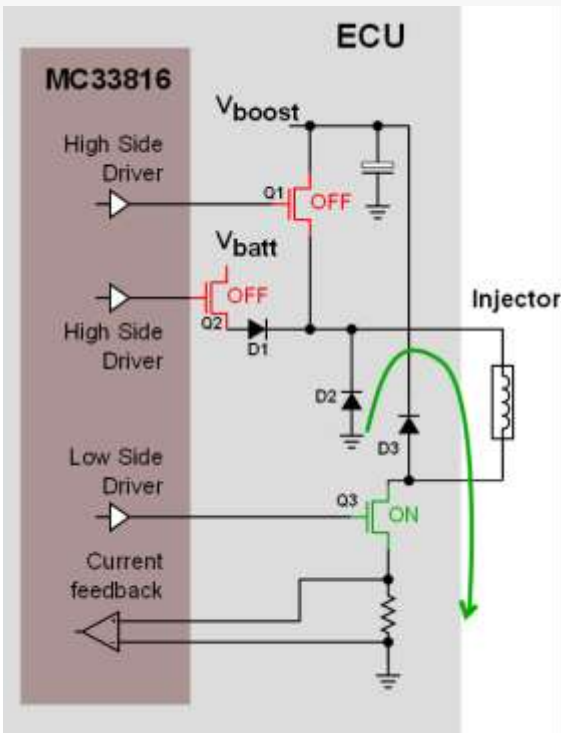 ECU
MC33816
Vboost
High Side
Driver
Q1
OFF
Vbatt
OFF
Injector
High Side
Driver
Q2
D1
D2
D3
Low Side
Driver
Q3
ON
Current
feedback
+
-